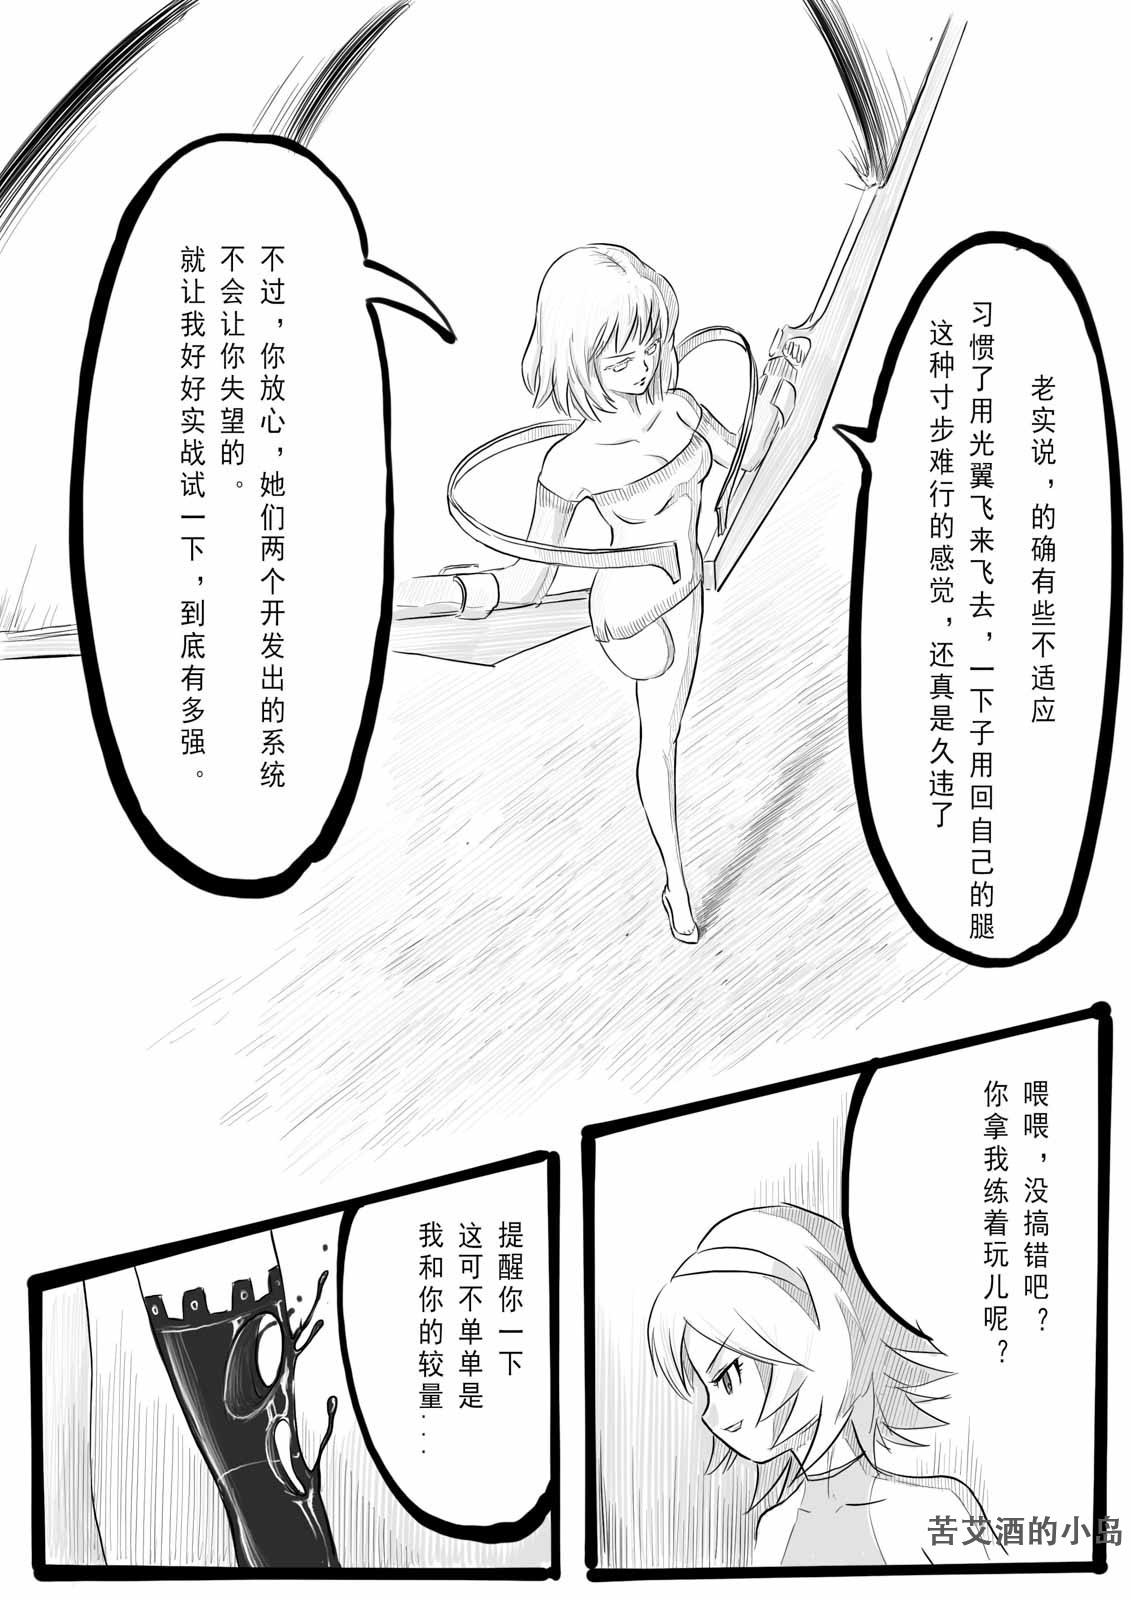 老实说，的确有些不适应
习惯了用光翼飞来飞去，一下子用回自己的腿
这种寸步难行的感觉，还真是久违了
不过，你放心，她们两个开发出的系统
不会让你失望的。
就让我好好实战试一下，到底有多强。
喂喂，没搞错吧？
你拿我练着玩儿呢？
提醒你一下
这可不单单是
我和你的较量...
苦艾酒的小岛